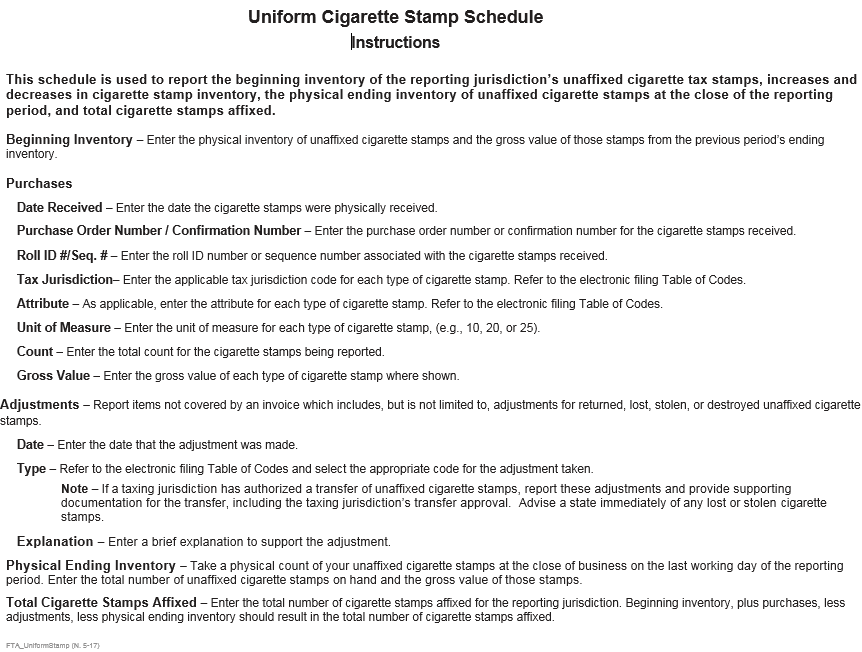 Uniform Cigarette Stamp Schedule
Instructions
This schedule is used to report the beginning inventory of the reporting jurisdiction's unaffixed cigarette tax stamps, increases and
decreases in cigarette stamp inventory, the physical ending inventory of unaffixed cigarette stamps at the close of the reporting
period, and total cigarette stamps affixed.
Beginning Inventory – Enter the physical inventory of unaffixed cigarette stamps and the gross value of those stamps from the previous period's ending
inventory.
Purchases
Date Received – Enter the date the cigarette stamps were physically received.
Purchase Order Number / Confirmation Number – Enter the purchase order number or confirmation number for the cigarette stamps received.
Roll ID #/Seq. # – Enter the roll ID number or sequence number associated with the cigarette stamps received.
Tax Jurisdiction– Enter the applicable tax jurisdiction code for each type of cigarette stamp. Refer to the electronic filing Table of Codes.
Attribute – As applicable, enter the attribute for each type of cigarette stamp. Refer to the electronic filing Table of Codes.
Unit of Measure – Enter the unit of measure for each type of cigarette stamp, (e.g., 10, 20, or 25).
Count – Enter the total count for the cigarette stamps being reported.
Gross Value – Enter the gross value of each type of cigarette stamp where shown.
Adjustments – Report items not covered by an invoice which includes, but is not limited to, adjustments for returned, lost, stolen, or destroyed unaffixed cigarette
stamps.
Date – Enter the date that the adjustment was made.
Type – Refer to the electronic filing Table of Codes and select the appropriate code for the adjustment taken.
Note – If a taxing jurisdiction has authorized a transfer of unaffixed cigarette stamps, report these adjustments and provide supporting
documentation for the transfer, including the taxing jurisdiction's transfer approval.  Advise a state immediately of any lost or stolen cigarette
stamps.
Explanation – Enter a brief explanation to support the adjustment.
Physical Ending Inventory – Take a physical count of your unaffixed cigarette stamps at the close of business on the last working day of the reporting
period. Enter the total number of unaffixed cigarette stamps on hand and the gross value of those stamps.
Total Cigarette Stamps Affixed – Enter the total number of cigarette stamps affixed for the reporting jurisdiction. Beginning inventory, plus purchases, less
adjustments, less physical ending inventory should result in the total number of cigarette stamps affixed.
FTA_UniformStamp (N. 5-17)